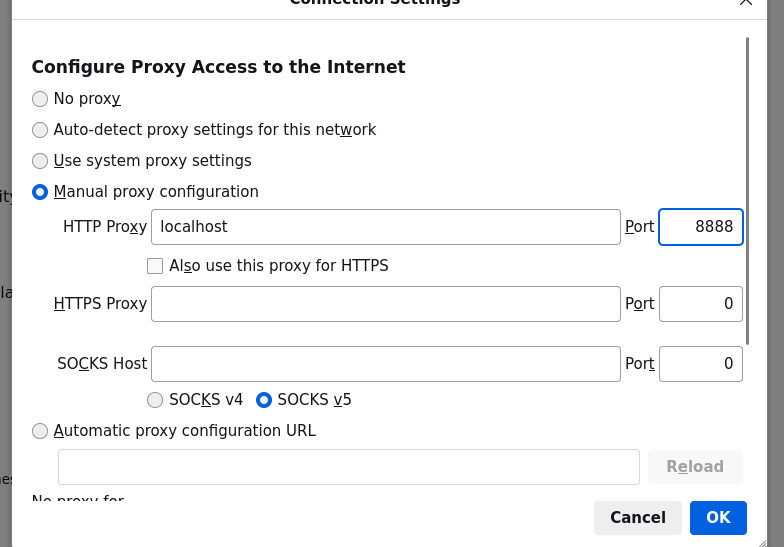 Connection Settings
Configure Proxy Access to the Internet
No proxy
Auto-detect proxy settings for this network
Use system proxy settings
Manual proxy configuration
HTTP Proxy localhost Port 8888
Also use this proxy for HTTPS
HTTPS Proxy Port 0
SOCKS Host Port 0
SOCKS v4 SOCKS v5
Automatic proxy configuration URL
Reload
No proxy for
Cancel OK